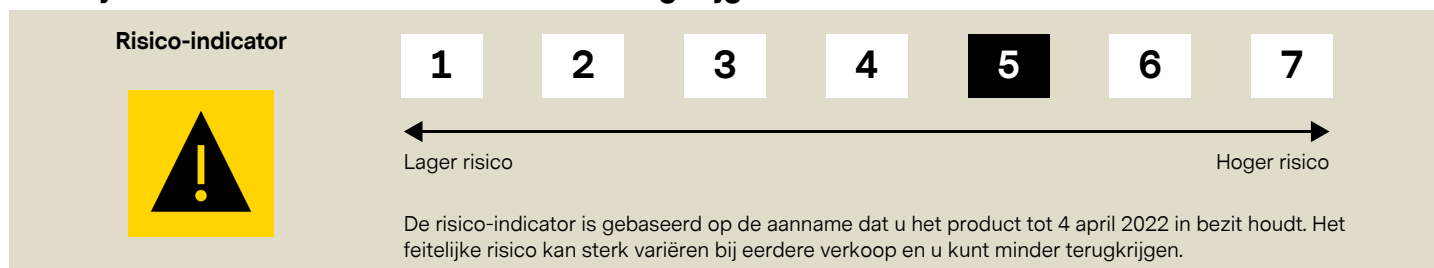 Risico-indicator
1 2 3 4 5 6 7
Lager risico Hoger risico
De risico-indicator is gebaseerd op de aanname dat u het product tot 4 april 2022 in bezit houdt. Het
feitelijke risico kan sterk variëren bij eerdere verkoop en u kunt minder terugkrijgen.